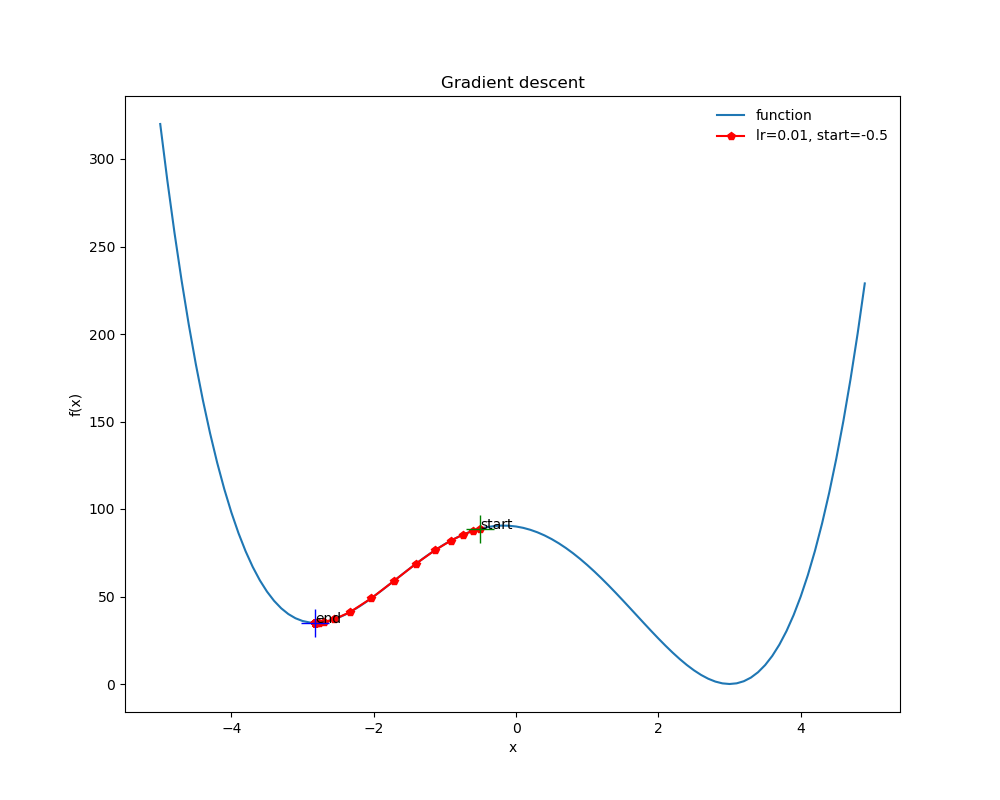 Gradient descent
function
lr=0.01, start=-0.5
300
250
200
150
100
50
0
f(x)
start
end
−4
−2
0
2
4
x